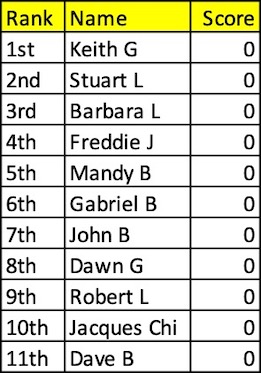 Rank Name Score
1st Keith G 0
2nd Stuart L 0
3rd Barbara L 0
4th Freddie J 0
5th Mandy B 0
6th Gabriel B 0
7th John B 0
8th Dawn G 0
9th Robert L 0
10th Jacques Chi 0
11th Dave B 0